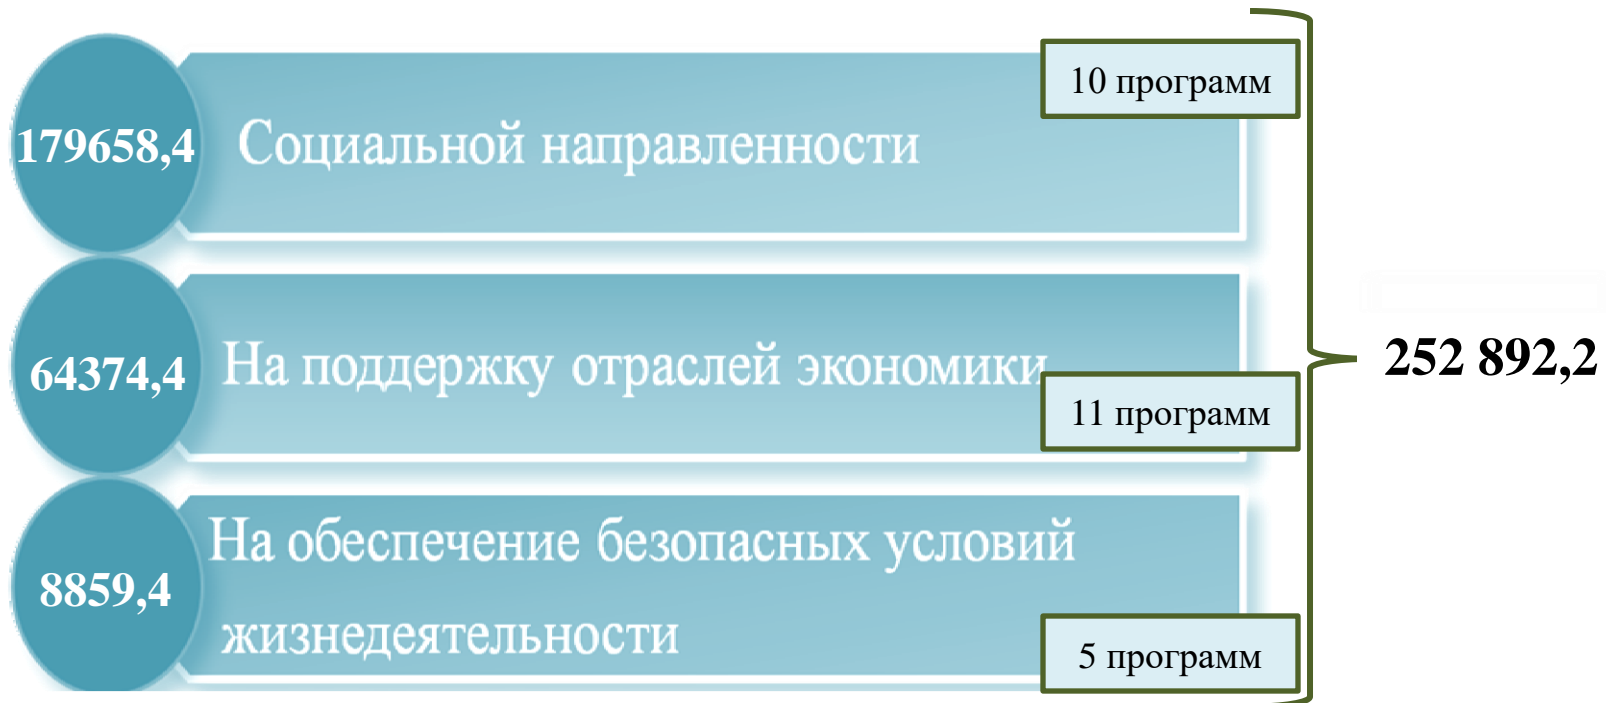 10 программ
179658,4
Социальной направленности
64374,4
На поддержку отраслей экономики
11 программ
252 892,2
8859,4
На обеспечение безопасных условий
жизнедеятельности
5 программ